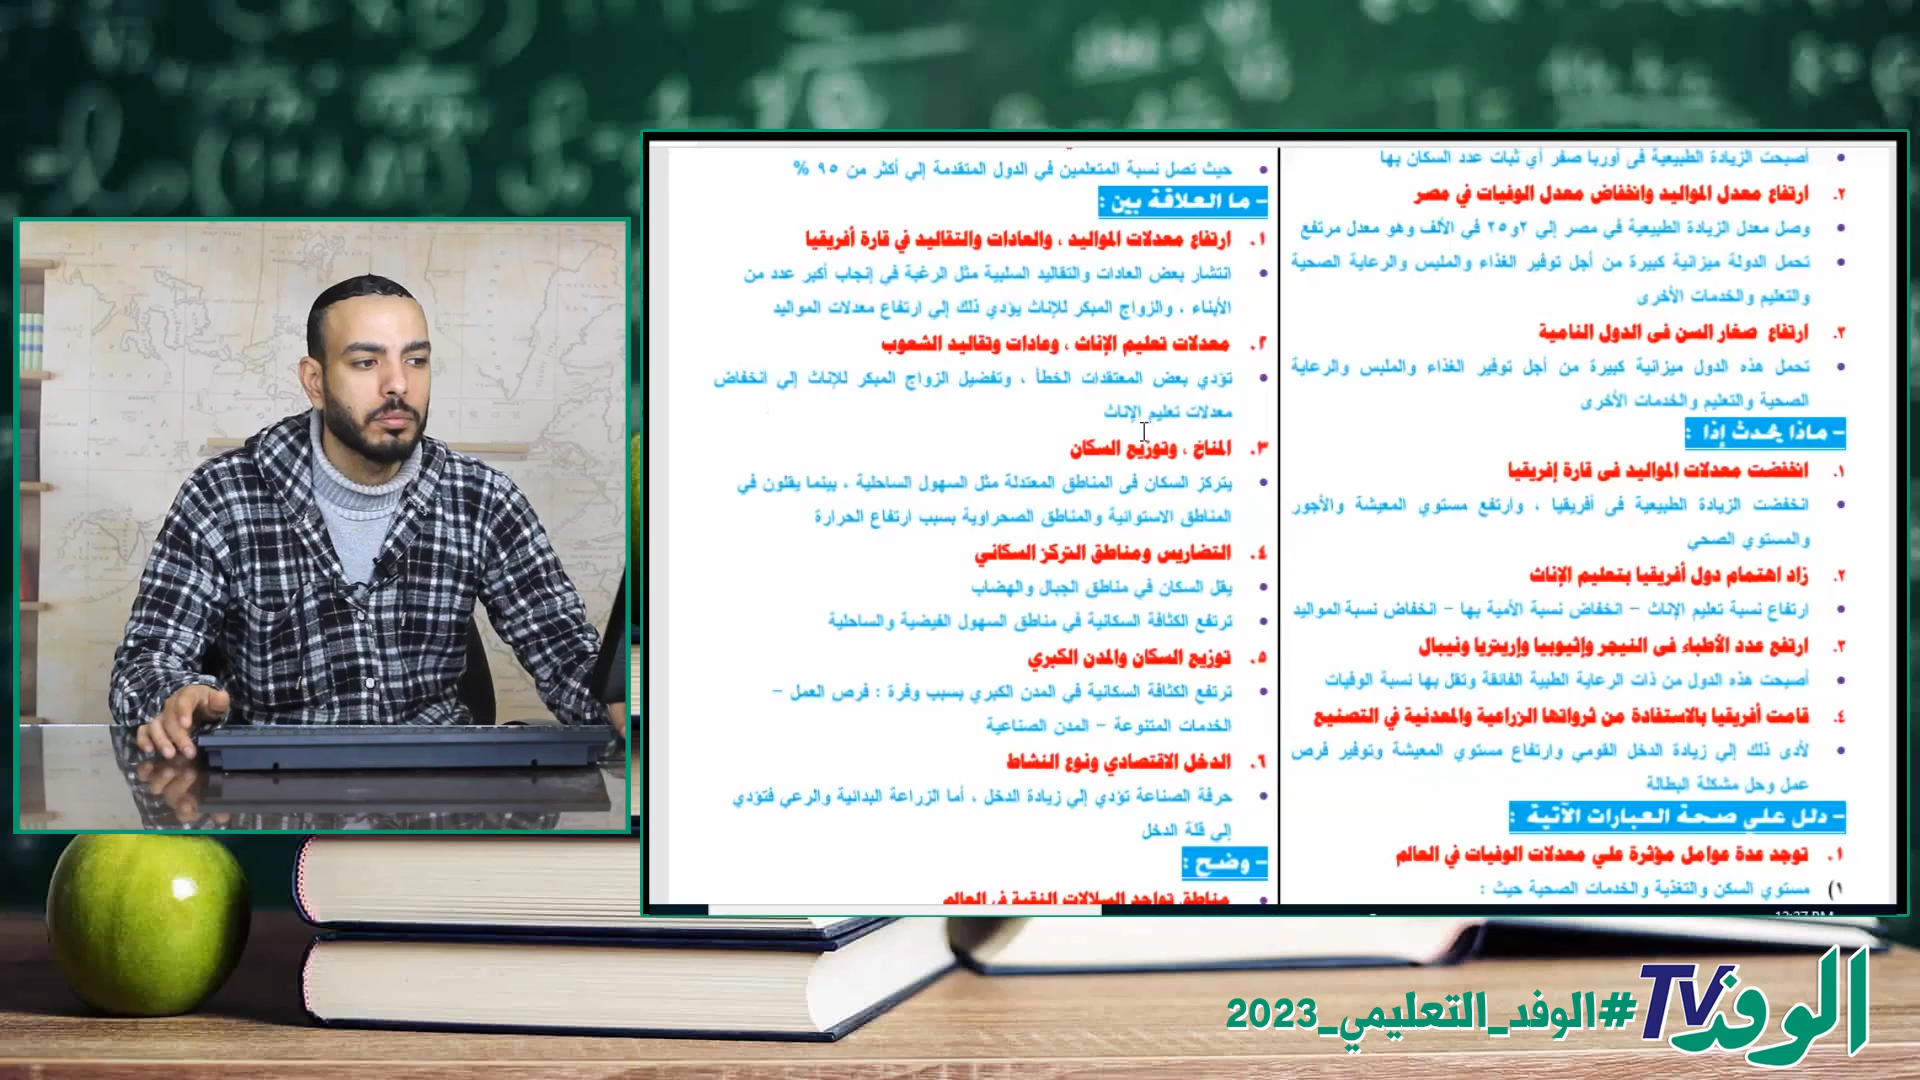 أصبحت الزيادة الطبيعية فى أوربا صفر أي ثبات عدد السكان بها
٢. ارتفاع معدل المواليد وانخفاض معدل الوفيات في مصر
وصل معدل الزيادة الطبيعية في مصر إلي ٢و٢٥ في الألف وهو معدل مرتفع
تحمل الدولة ميزانية كبيرة من أجل توفير الغذاء والملبس والرعاية الصحية
والتعليم والخدمات الأخرى
٣. ارتفاع صغار السن فى الدول النامية
تحمل هذه الدول ميزانية كبيرة من أجل توفير الغذاء والملبس والرعاية
الصحية والتعليم والخدمات الأخرى
- ماذا يحدث إذا :
١. انخفضت معدلات المواليد فى قارة إفريقيا
انخفضت الزيادة الطبيعية فى أفريقيا ، وارتفع مستوي المعيشة والأجور
والمستوي الصحي
٢. زاد اهتمام دول أفريقيا بتعليم الإناث
ارتفاع نسبة تعليم الإناث – انخفاض نسبة الأمية بها – انخفاض نسبة المواليد
٣. ارتفع عدد الأطباء فى النيجر وإثيوبيا وإريتريا ونيبال
أصبحت هذه الدول من ذات الرعاية الطبية الفائقة وتقل بها نسبة الوفيات
٤. قامت أفريقيا بالاستفادة من ثرواتها الزراعية والمعدنية في التصنيع
لأدى ذلك إلي زيادة الدخل القومي وارتفاع مستوي المعيشة وتوفير فرص
عمل وحل مشكلة البطالة
- دلل علي صحة العبارات الآتية :
١. توجد عدة عوامل مؤثرة علي معدلات الوفيات في العالم
١) مستوي السكن والتغذية والخدمات الصحية حيث :
حيث تصل نسبة المتعلمين في الدول المتقدمة إلي أكثر من ٩٥ %
- ما العلاقة بين :
١. ارتفاع معدلات المواليد ، والعادات والتقاليد في قارة أفريقيا
انتشار بعض العادات والتقاليد السلبية مثل الرغبة في إنجاب أكبر عدد من
الأبناء ، والزواج المبكر للإناث يؤدي ذلك إلي ارتفاع معدلات المواليد
٢. معدلات تعليم الإناث ، وعادات وتقاليد الشعوب
تؤدي بعض المعتقدات الخطأ ، وتفضيل الزواج المبكر للإناث إلي انخفاض
معدلات تعليم الإناث
٣. المناخ ، وتوزيع السكان
يتركز السكان فى المناطق المعتدلة مثل السهول الساحلية ، بينما يقلون في
المناطق الاستوائية والمناطق الصحراوية بسبب ارتفاع الحرارة
٤. التضاريس ومناطق التركز السكاني
يقل السكان في مناطق الجبال والهضاب
ترتفع الكثافة السكانية في مناطق السهول الفيضية والساحلية
٥. توزيع السكان والمدن الكبري
ترتفع الكثافة السكانية في المدن الكبري بسبب وفرة : فرص العمل –
الخدمات المتنوعة – المدن الصناعية
٦. الدخل الاقتصادي ونوع النشاط
حرفة الصناعة تؤدي إلي زيادة الدخل ، أما الزراعة البدائية والرعي فتؤدي
إلي قلة الدخل
- وضح :
مناطق تواجد السلالات النقية في العالم
#الوفد_التعليمي_2023
الوفد TV